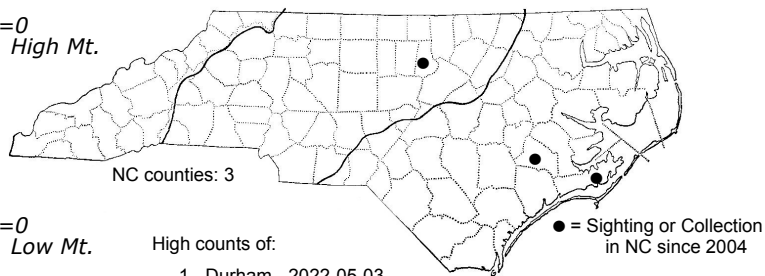 =0
High Mt.
NC counties: 3
=0
Low Mt.
High counts of:
● = Sighting or Collection
in NC since 2004
1 - Durham - 2022-05-03